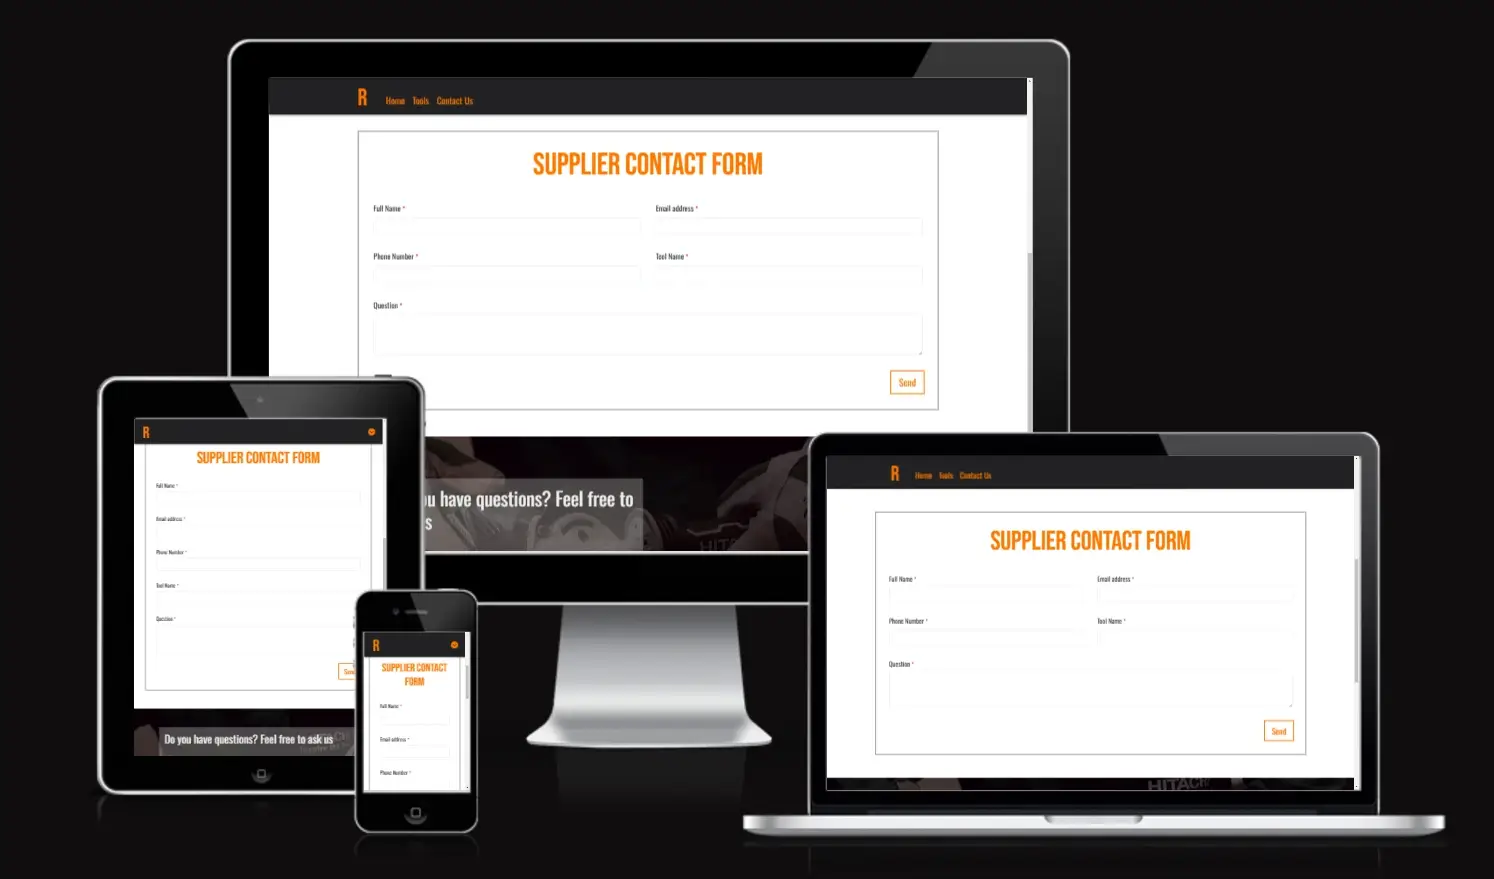 R
Home Tools Contact Us
SUPPLIER CONTACT FORM
Full Name *
Email address *
Phone Number *
Tool Name *
Question *
Send
have questions? Feel free to
HITACHI
R
SUPPLIER CONTACT FORM
Full Name *
Email address *
Phone Number *
Tool Name *
Question *
Do you have questions? Feel free to ask us
R
SUPPLIER CONTACT
FORM
Full Name *
Email address *
Phone Number *
R
Home Tools Contact Us
SUPPLIER CONTACT FORM
Full Name *
Email address *
Phone Number *
Tool Name *
Question *
Send
HITACHI